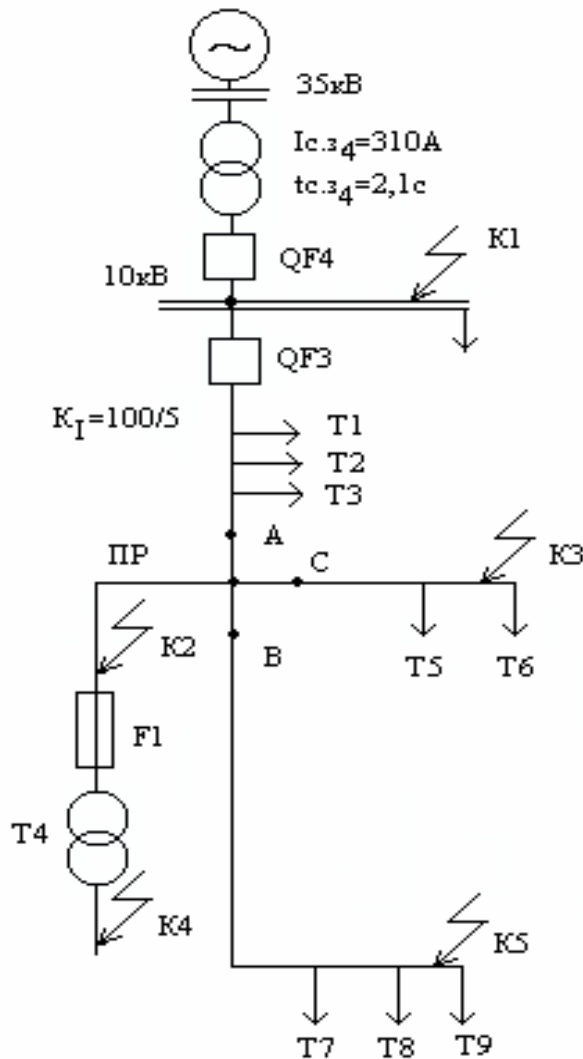 35кВ
Iс.з4=310А
tс.з4=2,1с
QF4
К1
10кВ
QF3
КI=100/5
Т1
Т2
Т3
А
ПР
С
К3
К2
В
Т5
Т6
F1
Т4
К4
К5
Т7
Т8
Т9